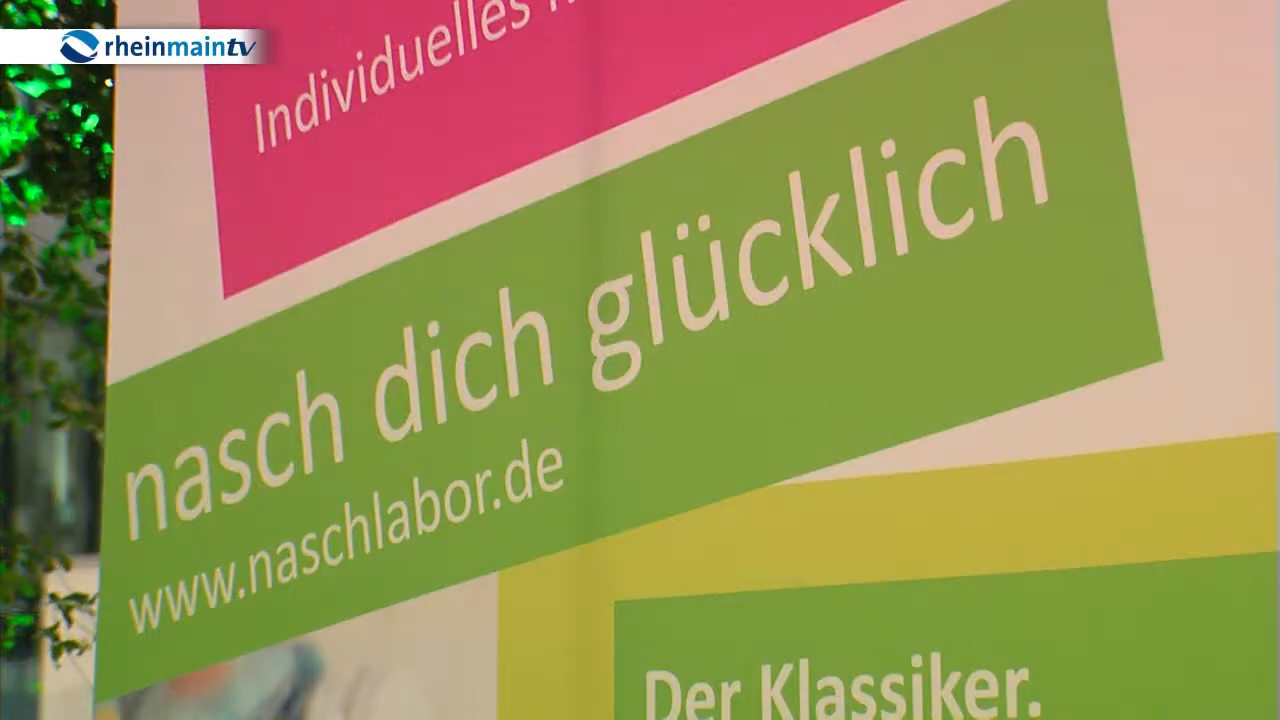 rheinmaintv
Individuelles
nasch dich glücklich
www.naschlabor.de
Der Klassiker.